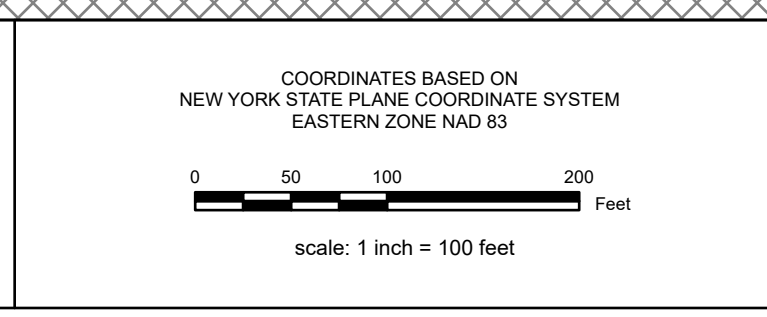 COORDINATES BASED ON
NEW YORK STATE PLANE COORDINATE SYSTEM
EASTERN ZONE NAD 83
0 50 100 200
Feet
scale: 1 inch = 100 feet